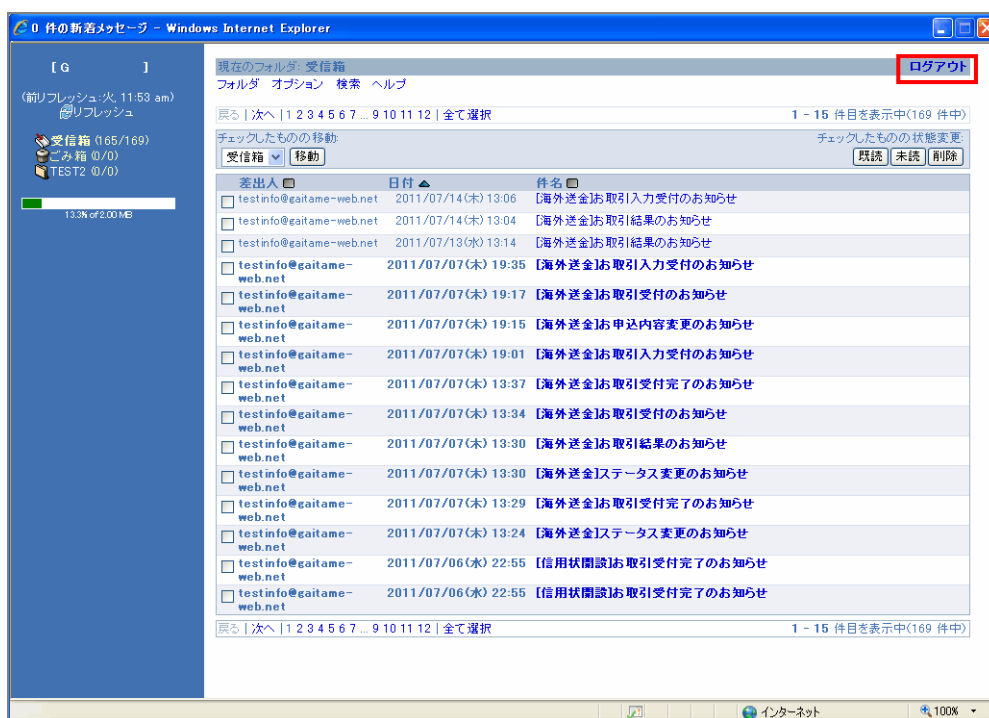 0 件の新着メッセージ - Windows Internet Explorer
[ G ]
(前リフレッシュ:火, 11:53 am)
リフレッシュ
受信箱 (165/169)
ごみ箱 (0/0)
TEST2 (0/0)
13.3% of 2.00 MB
現在のフォルダ: 受信箱 ログアウト
フォルダ オプション 検索 ヘルプ
戻る | 次へ | 1 2 3 4 5 6 7 ... 9 10 11 12 | 全て選択 1 - 15 件目を表示中(169 件中)
チェックしたものの移動: チェックしたものの状態変更:
受信箱 移動 既読 未読 削除
差出人 日付 件名
testinfo@gaitame-web.net 2011/07/14(木) 13:06 [海外送金]お取引入力受付のお知らせ
testinfo@gaitame-web.net 2011/07/14(木) 13:04 [海外送金]お取引結果のお知らせ
testinfo@gaitame-web.net 2011/07/13(水) 13:14 [海外送金]お取引結果のお知らせ
testinfo@gaitame- 2011/07/07(木) 19:35 [海外送金]お取引入力受付のお知らせ
web.net
testinfo@gaitame- 2011/07/07(木) 19:17 [海外送金]お取引受付のお知らせ
web.net
testinfo@gaitame- 2011/07/07(木) 19:15 [海外送金]お申込内容変更のお知らせ
web.net
testinfo@gaitame- 2011/07/07(木) 19:01 [海外送金]お取引入力受付のお知らせ
web.net
testinfo@gaitame- 2011/07/07(木) 13:37 [海外送金]お取引受付完了のお知らせ
web.net
testinfo@gaitame- 2011/07/07(木) 13:34 [海外送金]お取引受付のお知らせ
web.net
testinfo@gaitame- 2011/07/07(木) 13:30 [海外送金]お取引結果のお知らせ
web.net
testinfo@gaitame- 2011/07/07(木) 13:30 [海外送金]ステータス変更のお知らせ
web.net
testinfo@gaitame- 2011/07/07(木) 13:29 [海外送金]お取引受付完了のお知らせ
web.net
testinfo@gaitame- 2011/07/07(木) 13:24 [海外送金]ステータス変更のお知らせ
web.net
testinfo@gaitame- 2011/07/06(水) 22:55 [信用状開設]お取引受付完了のお知らせ
web.net
testinfo@gaitame- 2011/07/06(水) 22:55 [信用状開設]お取引受付完了のお知らせ
web.net
戻る | 次へ | 1 2 3 4 5 6 7 ... 9 10 11 12 | 全て選択 1 - 15 件目を表示中(169 件中)
インターネット 100%